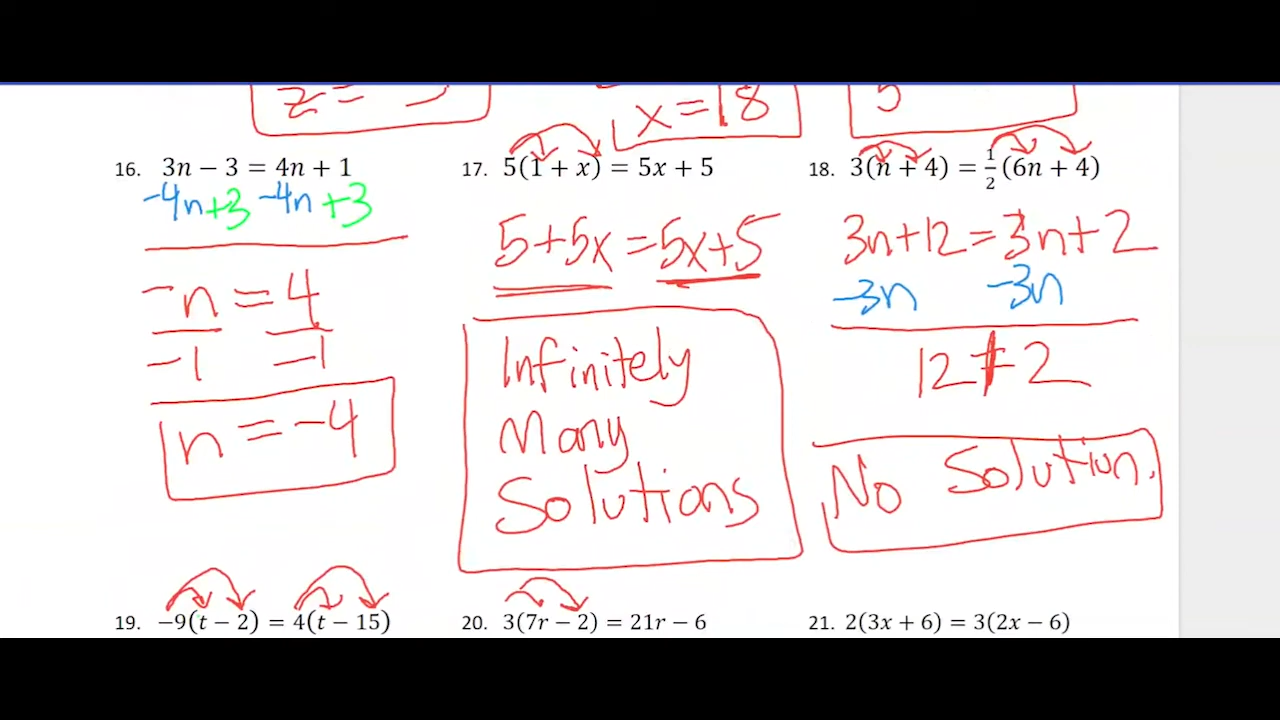 z =
x = 18
5
16. 3n − 3 = 4n + 1
-4n+3 -4n +3
-n = 4
-1 -1
n = -4
17. 5(1 + x) = 5x + 5
5+5x=5x+5
Infinitely
Many
Solutions
18. 3(n + 4) = 1/2 (6n + 4)
3n+12=3n+2
-3n -3n
12≠2
No Solution.
19. −9(t − 2) = 4(t − 15)
20. 3(7r − 2) = 21r − 6
21. 2(3x + 6) = 3(2x − 6)